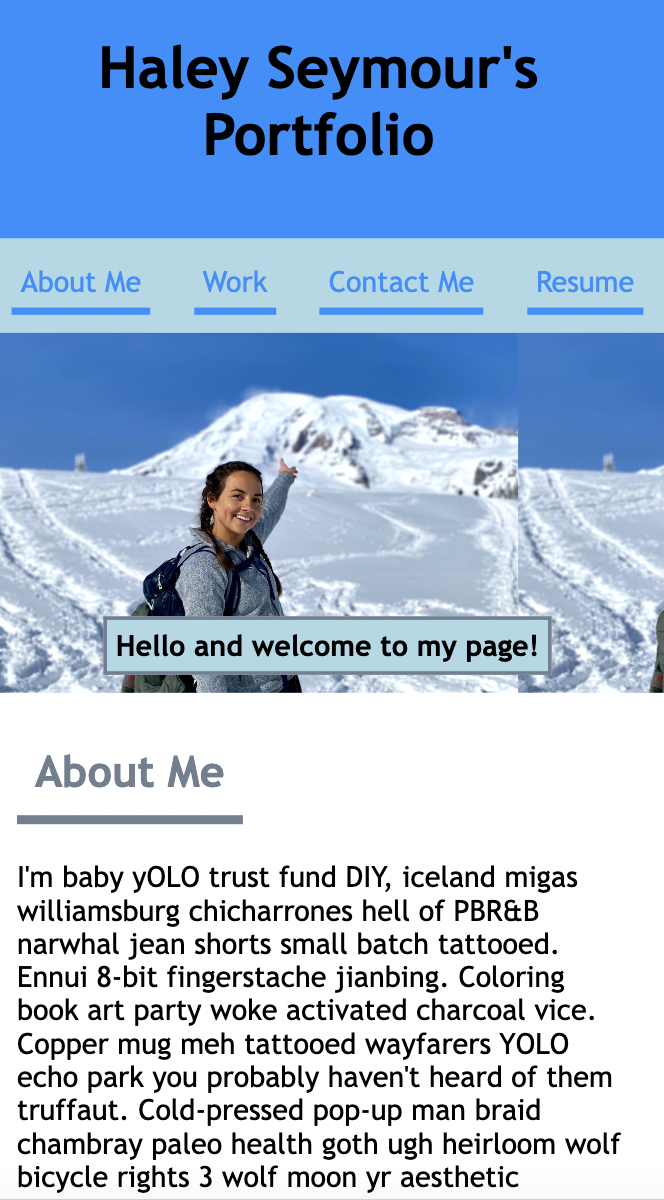 Haley Seymour's
Portfolio
About Me
Work
Contact Me
Resume
Hello and welcome to my page!
About Me
I'm baby yOLO trust fund DIY, iceland migas
williamsburg chicharrones hell of PBR&B
narwhal jean shorts small batch tattooed.
Ennui 8-bit fingerstache jianbing. Coloring
book art party woke activated charcoal vice.
Copper mug meh tattooed wayfarers YOLO
echo park you probably haven't heard of them
truffaut. Cold-pressed pop-up man braid
chambray paleo health goth ugh heirloom wolf
bicycle rights 3 wolf moon yr aesthetic